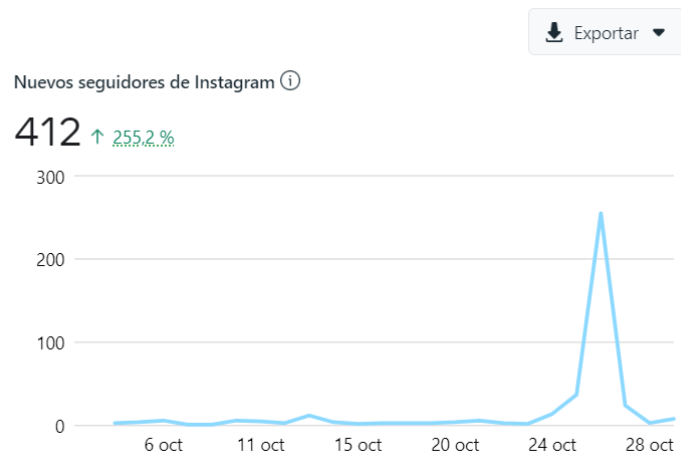 Exportar
Nuevos seguidores de Instagram
412 ↑ 255,2 %
300
200
100
0
6 oct 11 oct 15 oct 20 oct 24 oct 28 oct